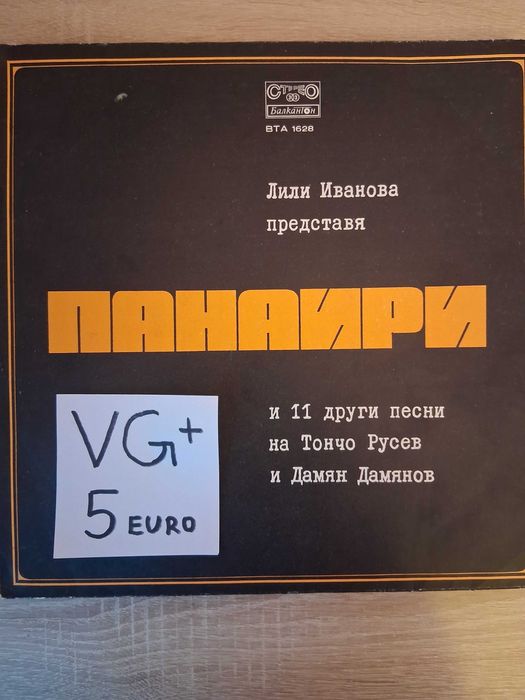 СТЕРЕО
Балкантон
ВТА 1628
Лили Иванова
представя
ПАНАИРИ
и 11 други песни
на Тончо Русев
и Дамян Дамянов
VG+
5 EURO